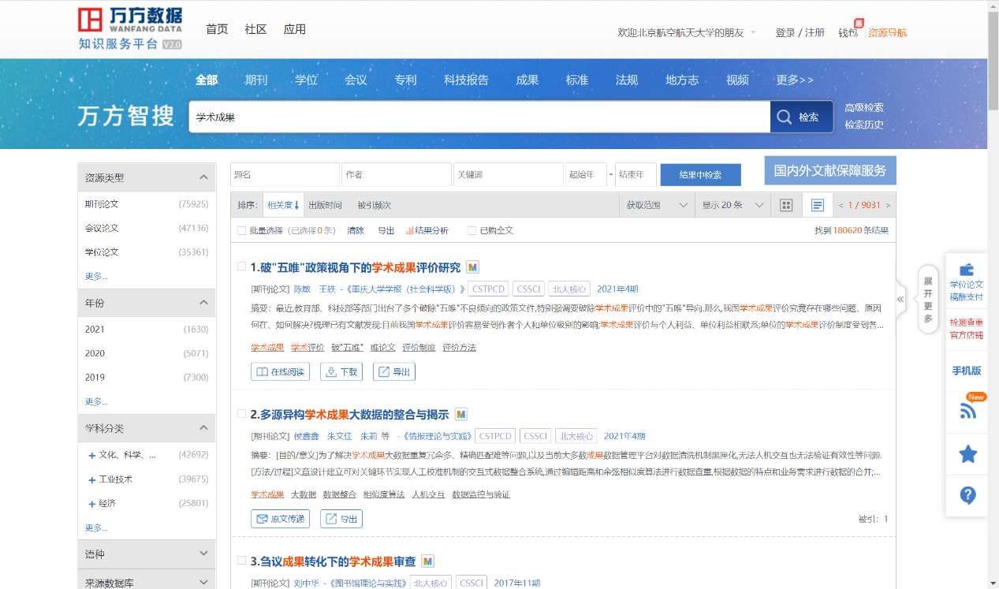 万方数据
WANFANG DATA
知识服务平台 V2.0
首页 社区 应用
欢迎北京航空航天大学的朋友 登录 / 注册 钱包 惠 资源导航
全部 期刊 学位 会议 专利 科技报告 成果 标准 法规 地方志 视频 更多>>
万方智搜 学术成果 检索
高级检索
检索历史
资源类型
期刊论文 (75925)
会议论文 (47136)
学位论文 (35361)
更多...
年份
2021 (1630)
2020 (5071)
2019 (7300)
更多...
学科分类
+ 文化、科学、... (42692)
+ 工业技术 (39675)
+ 经济 (25801)
更多...
语种
来源数据库
题名 作者 关键词 起始年 - 结束年 结果中检索 国内外文献保障服务
排序: 相关度 出版时间 被引频次 获取范围 显示 20 条 < 1 / 9031 >
批量选择 (已选择 0 条) 清除 导出 结果分析 已购全文 找到 180620 条结果
1.破"五唯"政策视角下的学术成果评价研究 M
[期刊论文] 陈敏 王轶 -《重庆大学学报（社会科学版）》 CSTPCD CSSCI 北大核心 2021年4期
摘要：最近,教育部、科技部等部门出台了多个破除"五唯"不良倾向的政策文件,特别强调要破除学术成果评价中的"五唯"导向.那么,我国学术成果评价究竟存在哪些问题、原因
何在、如何解决?梳理已有文献发现:目前我国学术成果评价容易受到作者个人和单位级别的影响;学术成果评价与个人利益、单位利益相联系;单位的学术成果评价制度受到各...
学术成果 学术评价 破"五唯" 唯论文 评价制度 评价方法
在线阅读 下载 导出
2.多源异构学术成果大数据的整合与揭示 M
[期刊论文] 侯鑫鑫 朱文佳 朱莉 等 -《情报理论与实践》 CSTPCD CSSCI 北大核心 2021年4期
摘要：[目的/意义]为了解决学术成果大数据重复冗余多、精确匹配难等问题,以及当前大多数成果数据管理平台对数据清洗机制黑匣化,无法人机交互也无法验证有效性等问题.
[方法/过程]文章设计建立可对关键环节实现人工校准机制的交互式数据整合系统,通过编辑距离和余弦相似度算法进行数据查重,根据数据的特点和业务需求进行数据的合并;...
学术成果 大数据 数据整合 相似度算法 人机交互 数据监控与验证
原文传递 导出 被引：1
3.刍议成果转化下的学术成果审查 M
[期刊论文] 刘中华 -《图书馆理论与实践》 北大核心 CSSCI 2017年11期
展开更多
学位论文
稿酬支付
检测查重
官方店铺
手机版
New